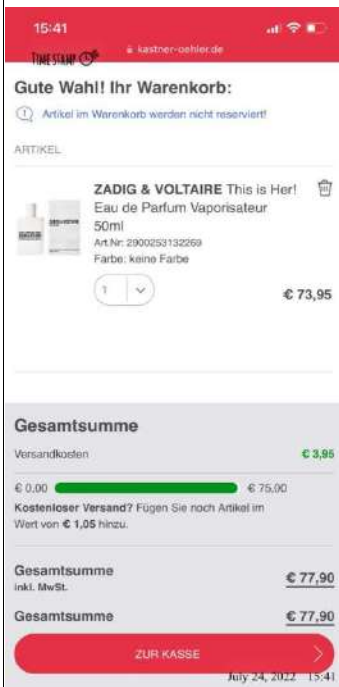 15:41
TIME STAMP
kastner-oehler.de
Gute Wahl! Ihr Warenkorb:
Artikel im Warenkorb werden nicht reserviert!
ARTIKEL
ZADIG & VOLTAIRE This is Her!
Eau de Parfum Vaporisateur
50ml
Art.Nr: 2900253132269
Farbe: keine Farbe
1
€ 73,95
Gesamtsumme
Versandkosten € 3,95
€ 0,00 € 75,00
Kostenloser Versand? Fügen Sie noch Artikel im
Wert von € 1,05 hinzu.
Gesamtsumme
inkl. MwSt.
€ 77,90
Gesamtsumme € 77,90
ZUR KASSE
July 24, 2022 15:41